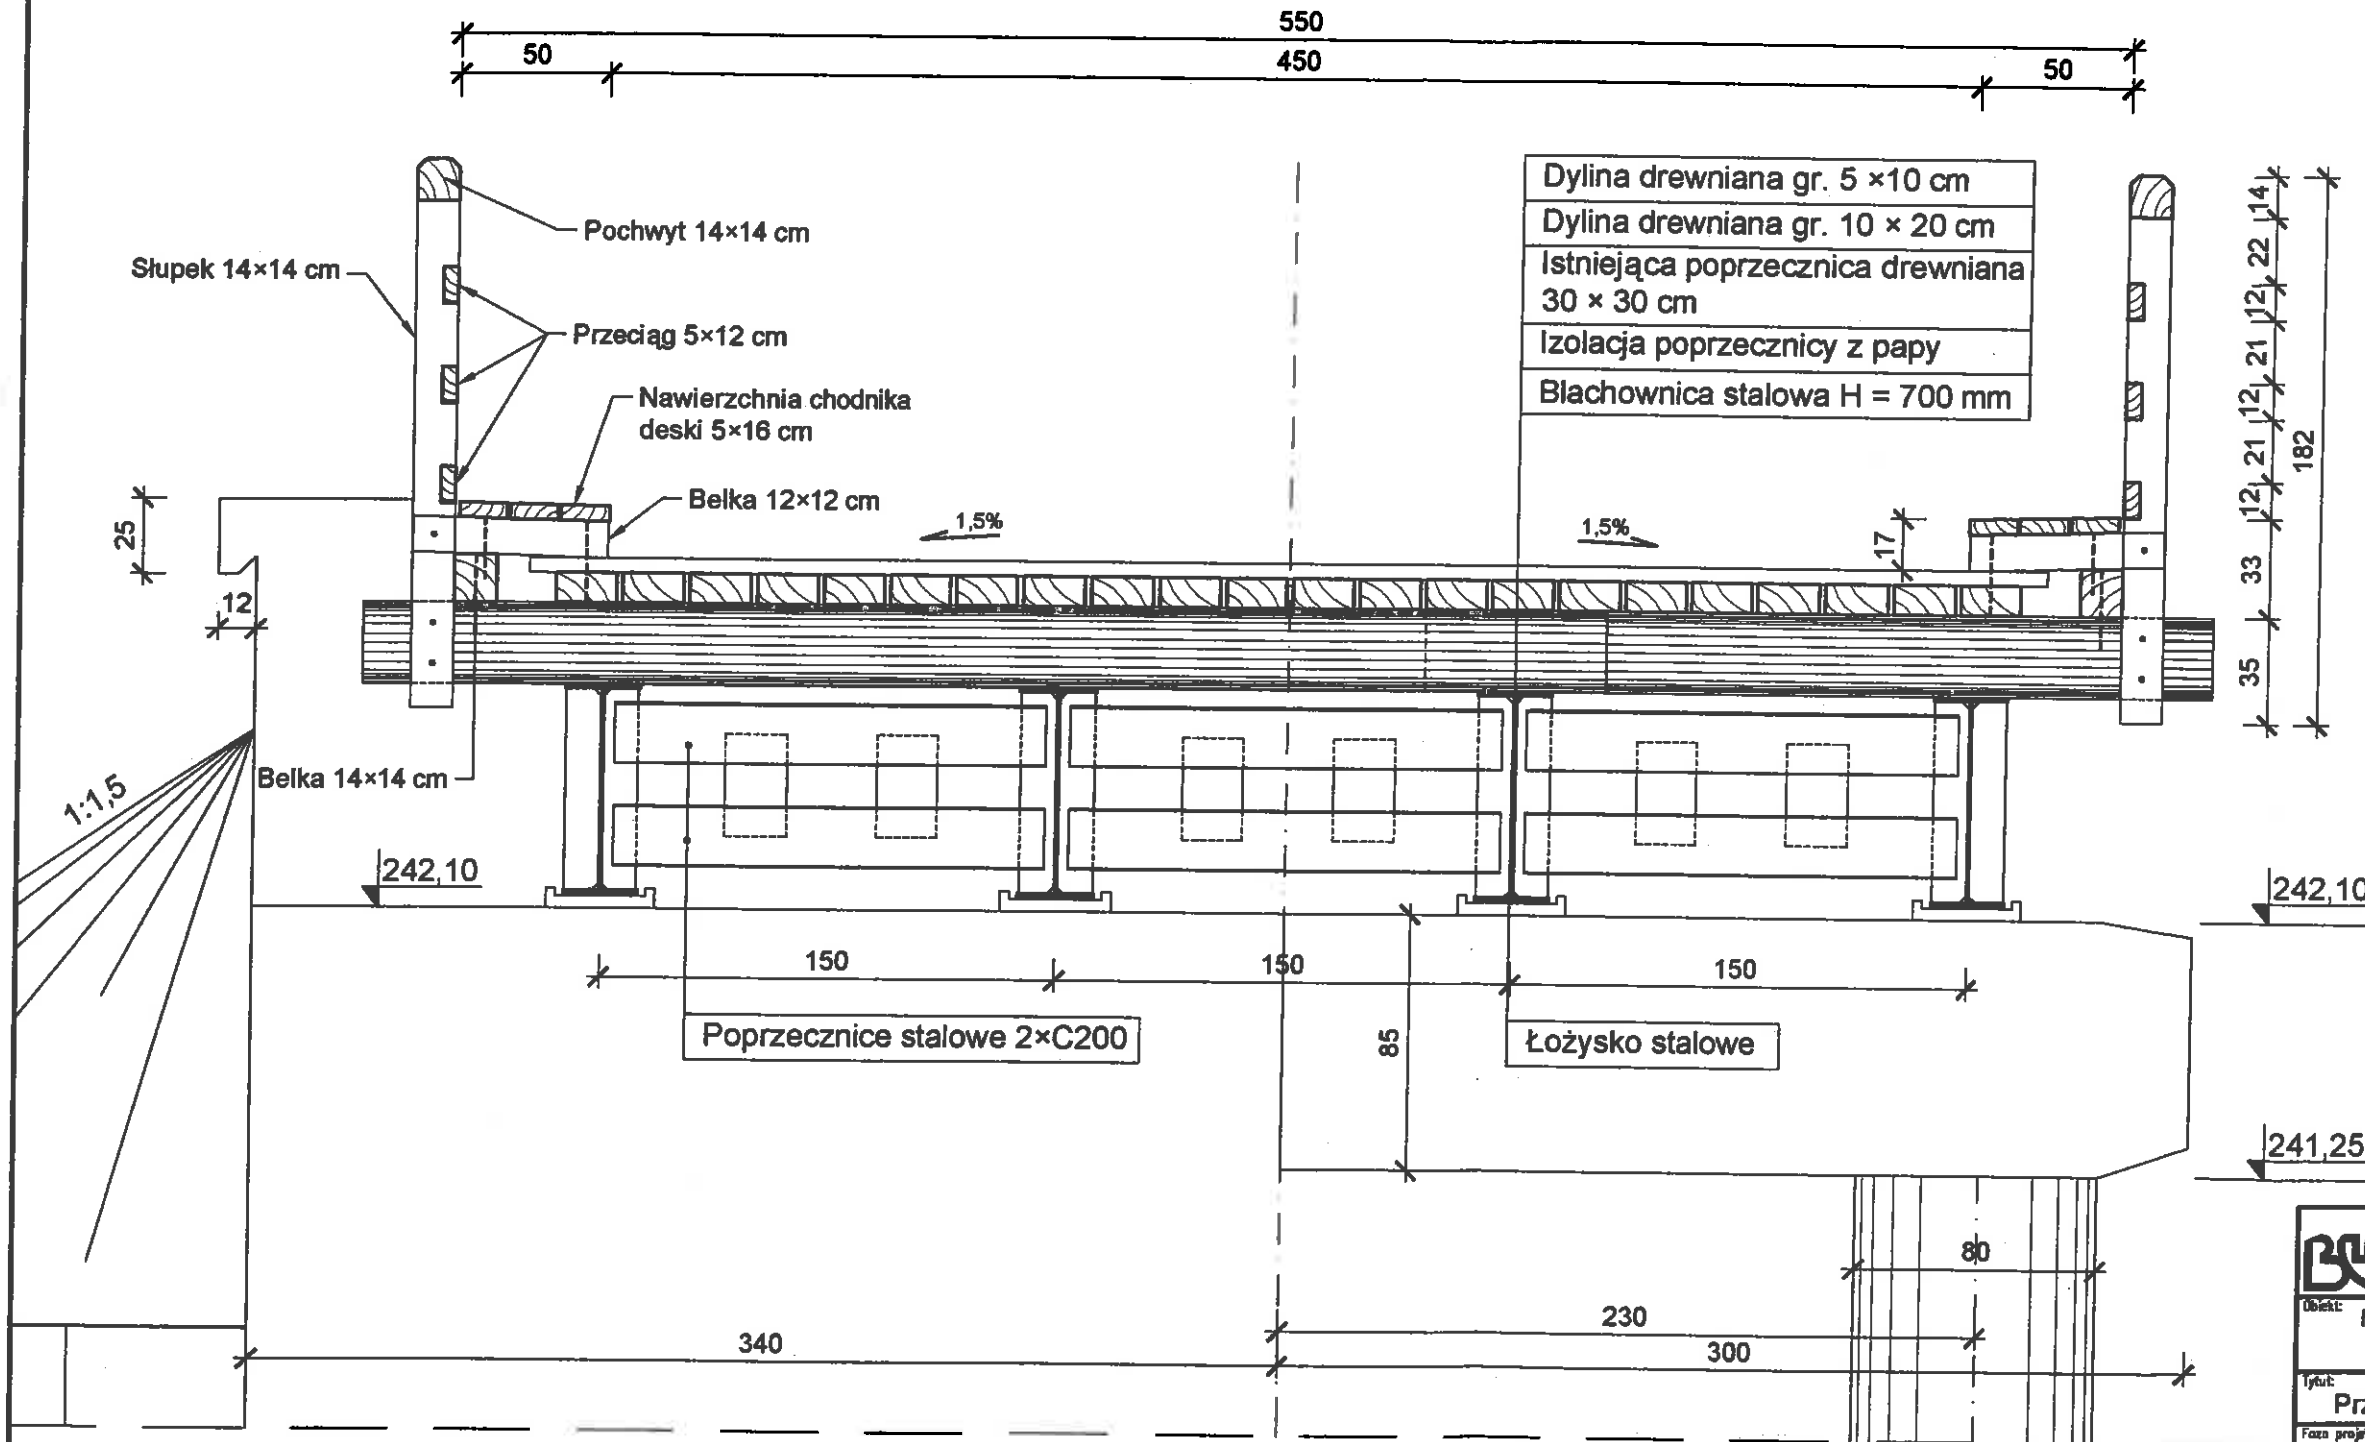 550
50
450
50
Pochwyt 14×14 cm
Słupek 14×14 cm
Przeciąg 5×12 cm
Nawierzchnia chodnika
deski 5×16 cm
Belka 12×12 cm
Dylina drewniana gr. 5 ×10 cm
Dylina drewniana gr. 10 × 20 cm
Istniejąca poprzecznica drewniana
30 × 30 cm
Izolacja poprzecznicy z papy
Blachownica stalowa H = 700 mm
14
22
12
21
12
21
12
33
35
182
25
12
1,5%
1,5%
17
1:1,5
Belka 14×14 cm
242,10
242,10
150
150
150
Poprzecznice stalowe 2×C200
Łożysko stalowe
85
241,25
80
230
340
300
Obiekt:
Tytuł: